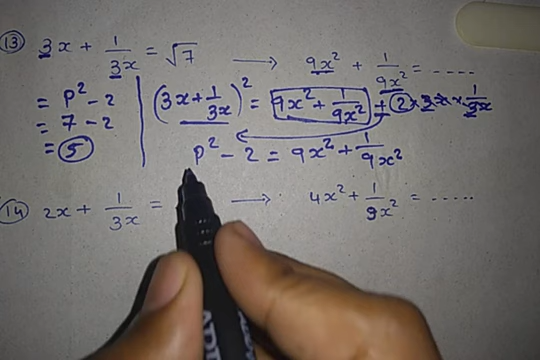 (13) 3x + 1/3x = √7 → 9x² + 1/9x² = -----
= P² - 2
= 7 - 2
= 5
(3x + 1/3x)² = 9x² + 1/9x² + 2 × 3x × 1/3x
P² - 2 = 9x² + 1/9x²
(14) 2x + 1/3x = → 4x² + 1/9x² = -----